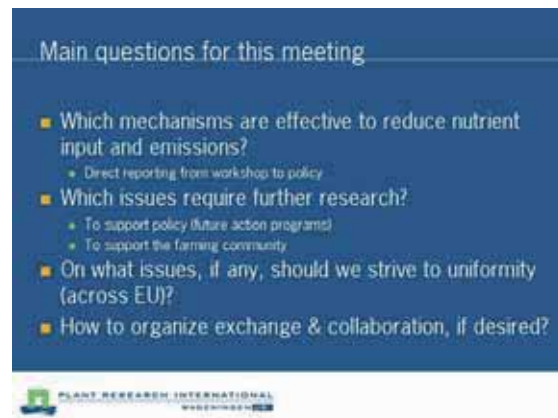 Main questions for this meeting
Which mechanisms are effective to reduce nutrient
input and emissions?
Direct reporting from workshop to policy
Which issues require further research?
To support policy (future action programs)
To support the farming community
On what issues, if any, should we strive to uniformity
(across EU)?
How to organize exchange & collaboration, if desired?
PLANT RESEARCH INTERNATIONAL
WAGENINGEN UR